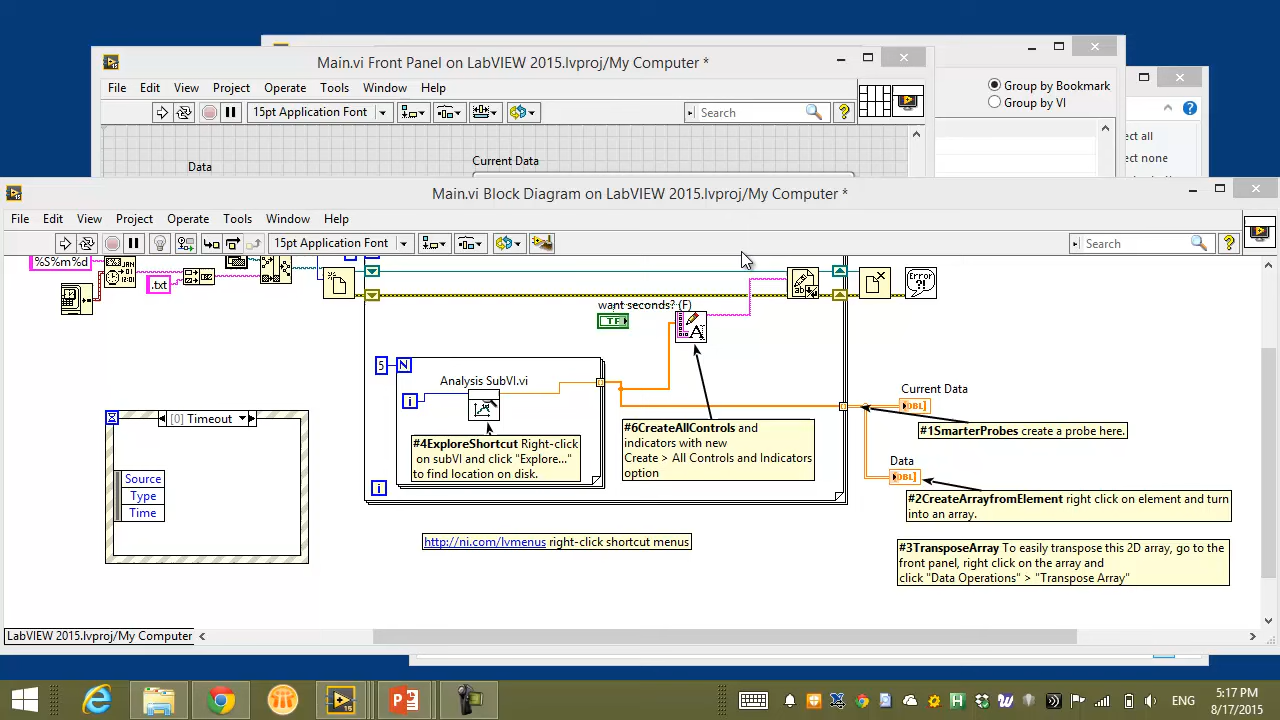 Main.vi Front Panel on LabVIEW 2015.lvproj/My Computer *
File Edit View Project Operate Tools Window Help
Group by Bookmark
Group by VI
15pt Application Font
Search
?
?
Select all
Select none
Data
Current Data
Main.vi Block Diagram on LabVIEW 2015.lvproj/My Computer *
File Edit View Project Operate Tools Window Help
15pt Application Font
Search
?
%S%m%d
.txt
Error
?!
want seconds? (F)
TF
5
N
i
Analysis SubVI.vi
#4ExploreShortcut Right-click
on subVI and click "Explore..."
to find location on disk.
i
#6CreateAllControls and
indicators with new
Create > All Controls and Indicators
option
[0] Timeout
Source
Type
Time
Current Data
DBL
#1SmarterProbes create a probe here.
Data
DBL
#2CreateArrayfromElement right click on element and turn
into an array.
#3TransposeArray To easily transpose this 2D array, go to the
front panel, right click on the array and
click "Data Operations" > "Transpose Array"
http://ni.com/lvmenus right-click shortcut menus
LabVIEW 2015.lvproj/My Computer
ENG
5:17 PM
8/17/2015